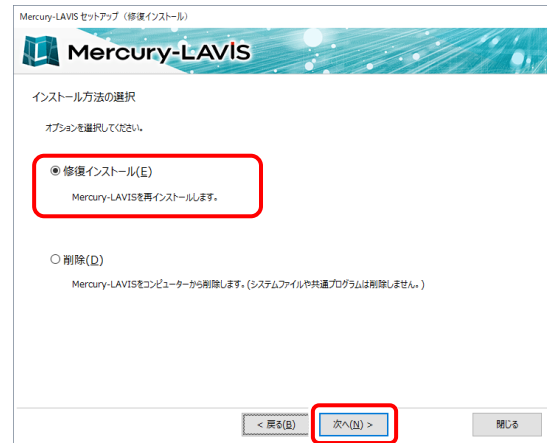 Mercury-LAVIS セットアップ（修復インストール）
Mercury-LAVIS
インストール方法の選択
オプションを選択してください。
修復インストール(E)
Mercury-LAVISを再インストールします。
削除(D)
Mercury-LAVISをコンピューターから削除します。(システムファイルや共通プログラムは削除しません。)
< 戻る(B) 次へ(N) > 閉じる